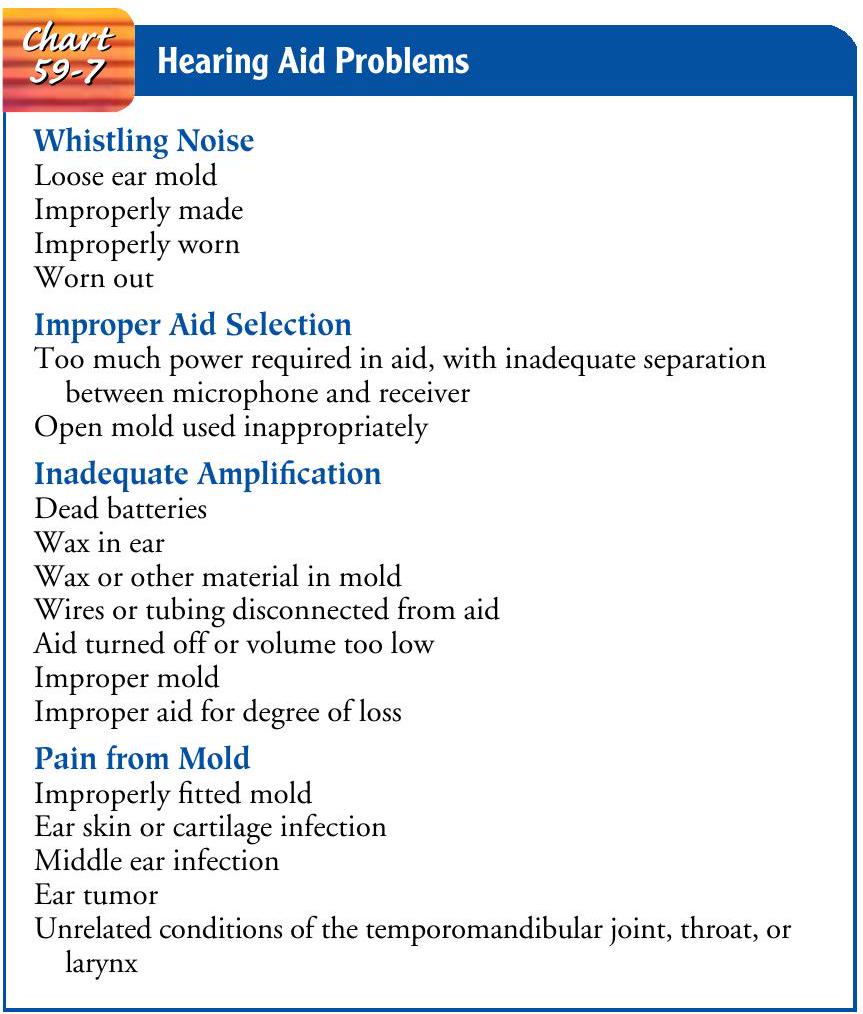 Chart
59-7
Hearing Aid Problems
Whistling Noise
Loose ear mold
Improperly made
Improperly worn
Worn out
Improper Aid Selection
Too much power required in aid, with inadequate separation
between microphone and receiver
Open mold used inappropriately
Inadequate Amplification
Dead batteries
Wax in ear
Wax or other material in mold
Wires or tubing disconnected from aid
Aid turned off or volume too low
Improper mold
Improper aid for degree of loss
Pain from Mold
Improperly fitted mold
Ear skin or cartilage infection
Middle ear infection
Ear tumor
Unrelated conditions of the temporomandibular joint, throat, or
larynx